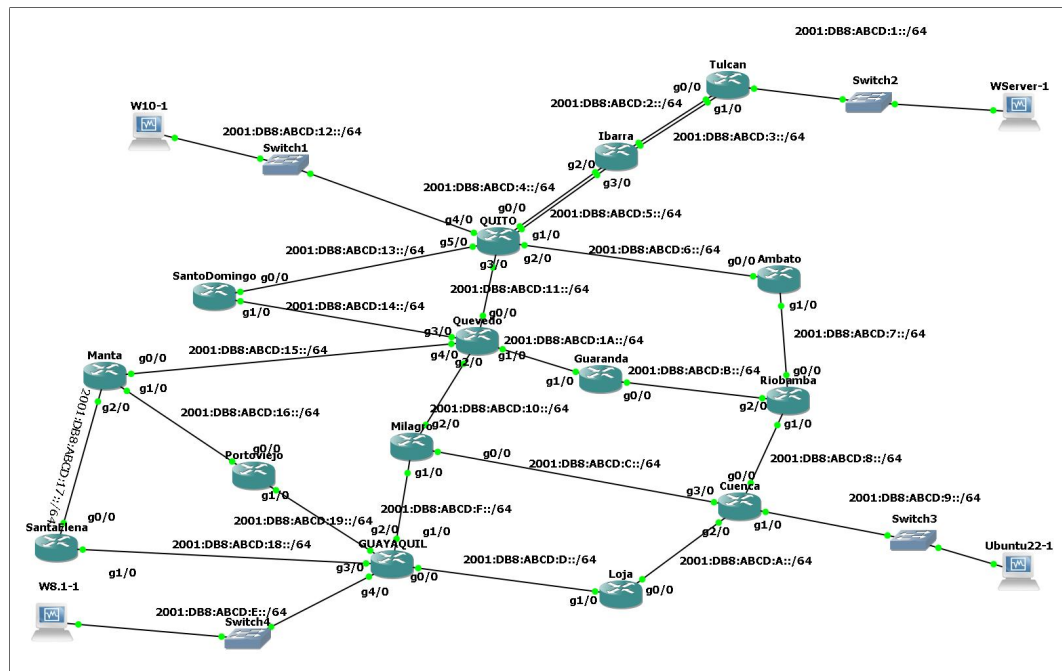 2001:DB8:ABCD:1::/64
Tulcan
Switch2
WServer-1
g0/0
g1/0
W10-1
2001:DB8:ABCD:2::/64
2001:DB8:ABCD:12::/64
Switch1
Ibarra
2001:DB8:ABCD:3::/64
g2/0
g3/0
2001:DB8:ABCD:4::/64
g0/0
2001:DB8:ABCD:5::/64
g4/0
QUITO
g1/0
g5/0
g2/0
g3/0
2001:DB8:ABCD:13::/64
2001:DB8:ABCD:6::/64
g0/0
Ambato
g1/0
SantoDomingo
g0/0
g1/0
2001:DB8:ABCD:11::/64
2001:DB8:ABCD:14::/64
g0/0
Quevedo
g3/0
g4/0
g2/0
g1/0
2001:DB8:ABCD:1A::/64
2001:DB8:ABCD:7::/64
Manta
g0/0
2001:DB8:ABCD:15::/64
g1/0
g2/0
Guaranda
g1/0
g0/0
2001:DB8:ABCD:B::/64
g0/0
Riobamba
g2/0
g1/0
2001:DB8:ABCD:17::/64
2001:DB8:ABCD:16::/64
2001:DB8:ABCD:10::/64
g2/0
Milagro
g0/0
g1/0
2001:DB8:ABCD:C::/64
2001:DB8:ABCD:8::/64
g0/0
Portoviejo
g1/0
g0/0
Cuenca
g3/0
g2/0
g1/0
2001:DB8:ABCD:9::/64
Switch3
Ubuntu22-1
2001:DB8:ABCD:F::/64
2001:DB8:ABCD:19::/64
g0/0
SantaElena
g1/0
2001:DB8:ABCD:18::/64
g2/0
g1/0
GUAYAQUIL
g3/0
g0/0
g4/0
2001:DB8:ABCD:D::/64
Loja
g1/0
g0/0
2001:DB8:ABCD:A::/64
W8.1-1
2001:DB8:ABCD:E::/64
Switch4